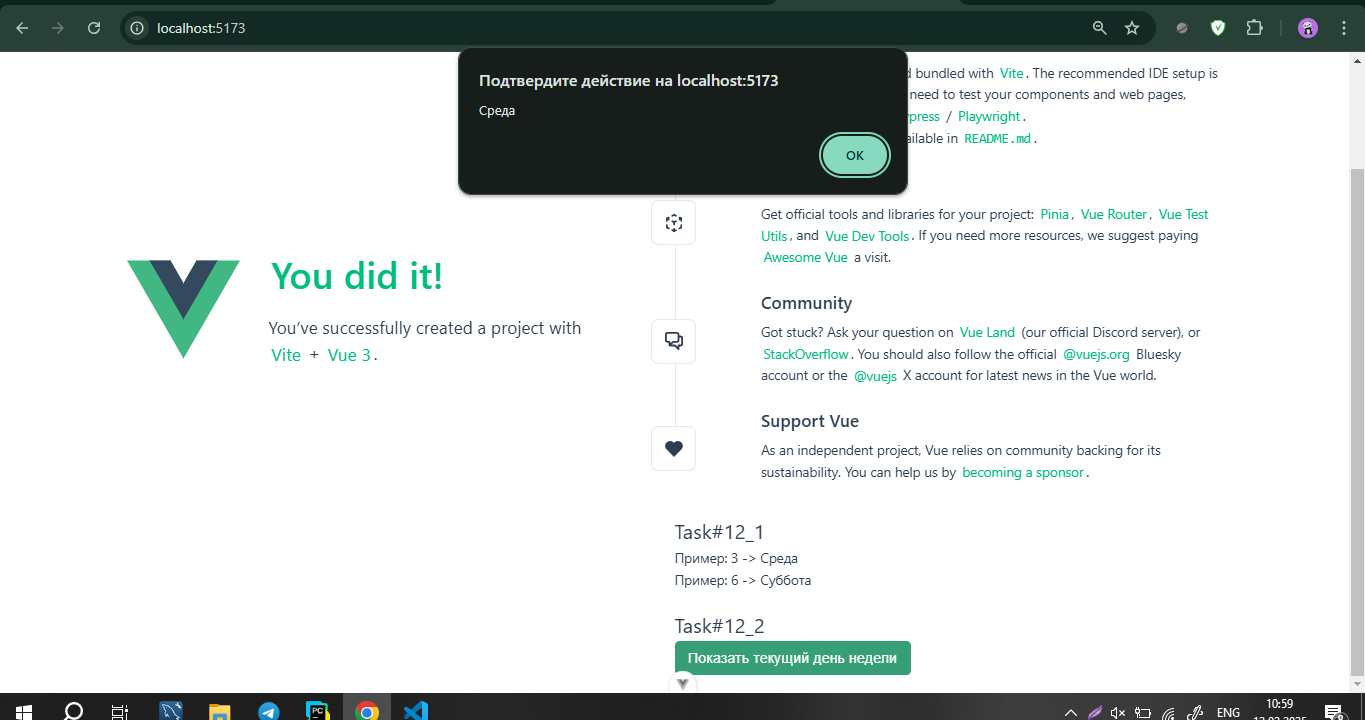 localhost:5173
Подтвердите действие на localhost:5173
Среда
OK
bundled with Vite. The recommended IDE setup is
need to test your components and web pages,
/ Playwright.
in README.md.
Get official tools and libraries for your project: Pinia, Vue Router, Vue Test
Utils, and Vue Dev Tools. If you need more resources, we suggest paying
Awesome Vue a visit.
You did it!
You’ve successfully created a project with
Vite + Vue 3.
Community
Got stuck? Ask your question on Vue Land (our official Discord server), or
StackOverflow. You should also follow the official @vuejs.org Bluesky
account or the @vuejs X account for latest news in the Vue world.
Support Vue
As an independent project, Vue relies on community backing for its
sustainability. You can help us by becoming a sponsor.
Task#12_1
Пример: 3 -> Среда
Пример: 6 -> Суббота
Task#12_2
Показать текущий день недели
PC
ENG
10:59